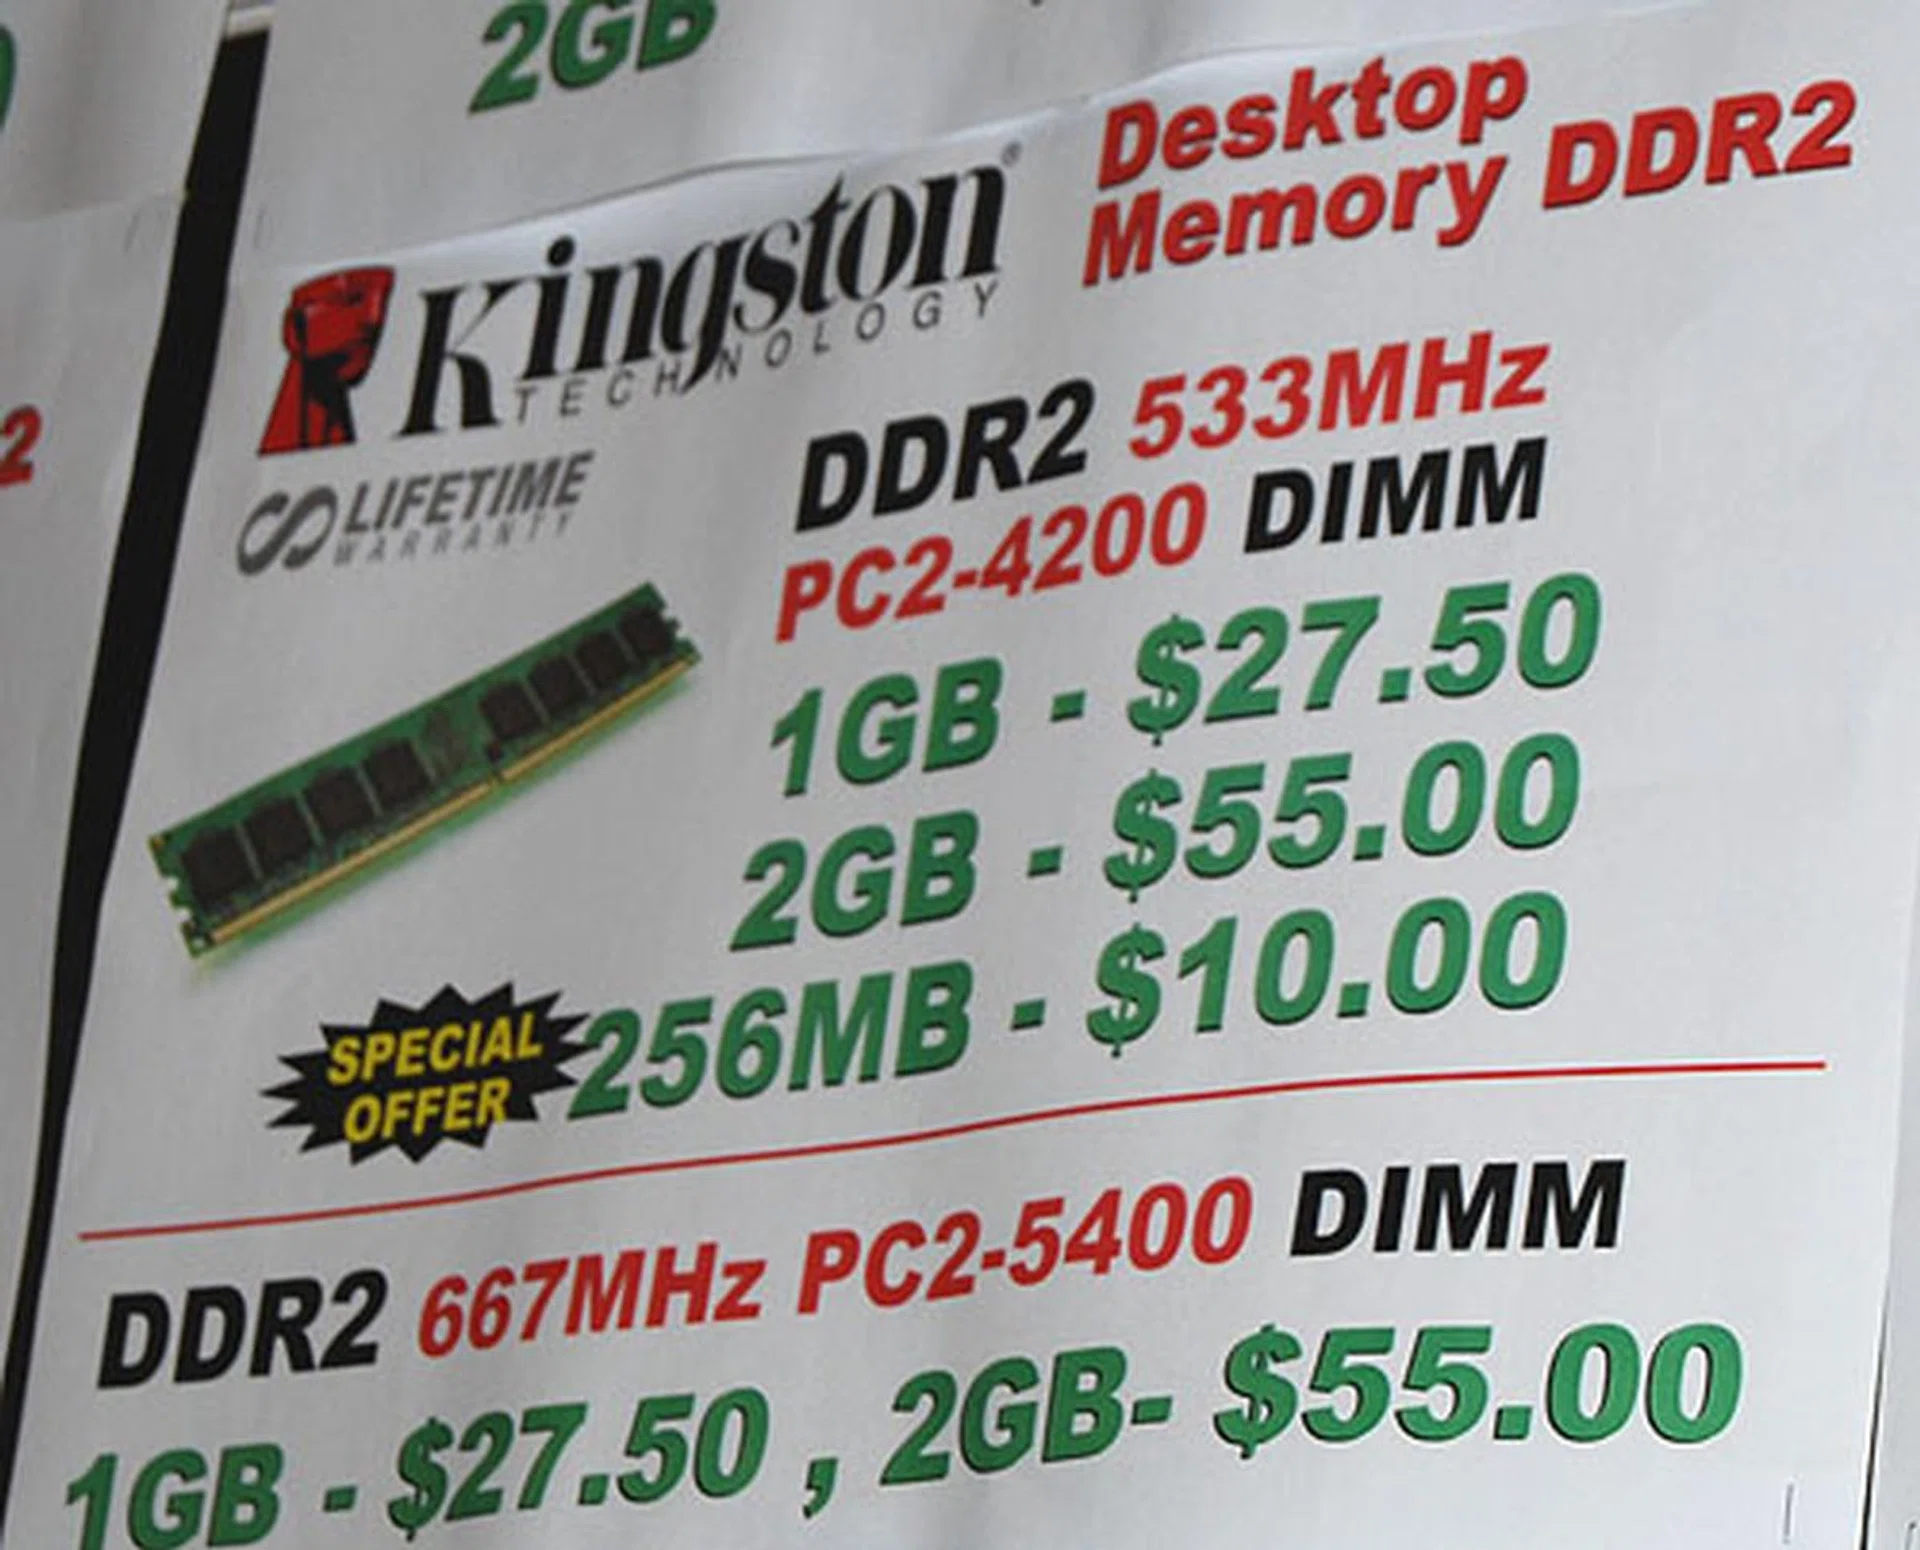 2GB
2
Kingston®
TECHNOLOGY
LIFETIME
WARRANTY
Desktop
Memory DDR2
DDR2 533MHz
PC2-4200 DIMM
1GB - $27.50
2GB - $55.00
SPECIAL
OFFER
256MB - $10.00
DDR2 667MHz PC2-5400 DIMM
1GB - $27.50 , 2GB- $55.00